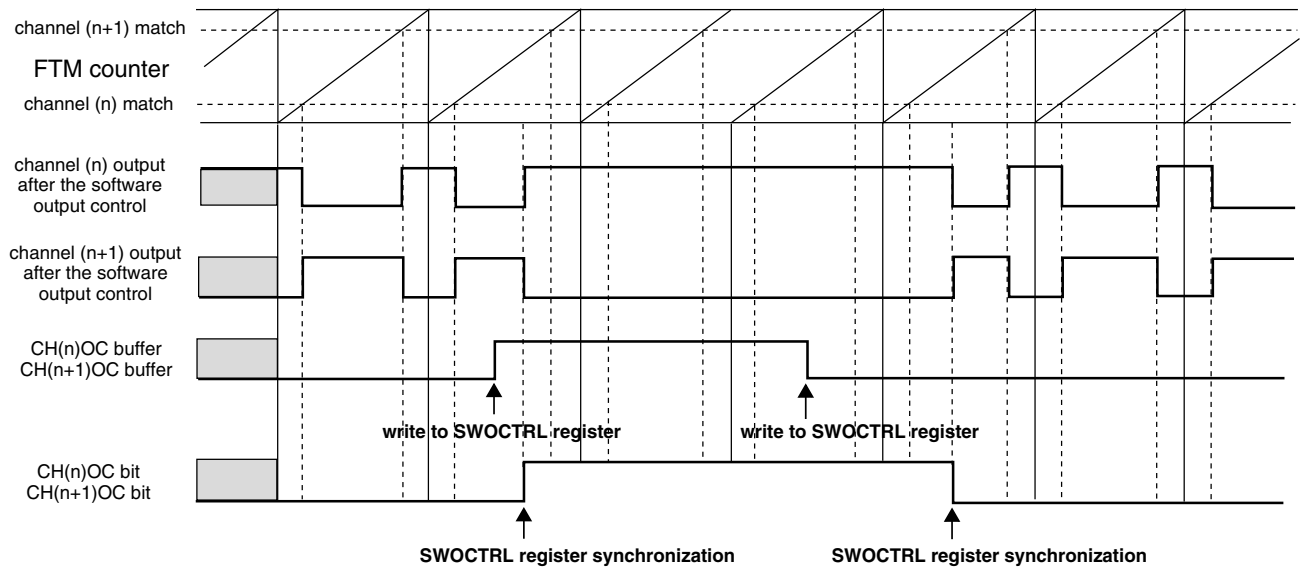 channel (n+1) match
FTM counter
channel (n) match
channel (n) output
after the software
output control
channel (n+1) output
after the software
output control
CH(n)OC buffer
CH(n+1)OC buffer
write to SWOCTRL register
write to SWOCTRL register
CH(n)OC bit
CH(n+1)OC bit
SWOCTRL register synchronization
SWOCTRL register synchronization